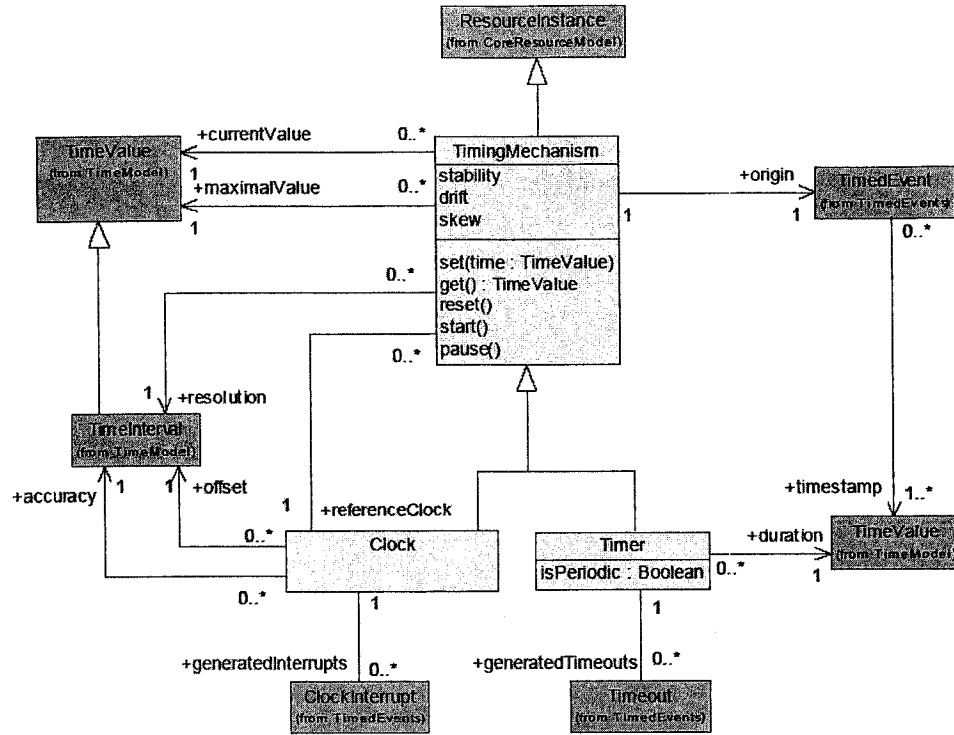 ResourceInstance
(from CoreResourceModel)
+currentValue
0..*
1
TimeValue
(from TimeModel)
+maximalValue
0..*
1
TimingMechanism
stability
drift
skew
set(time : TimeValue)
get() : TimeValue
reset()
start()
pause()
+origin
1
1
TimedEvent
(from TimedEvents)
0..*
0..*
0..*
1
+resolution
TimeInterval
(from TimeModel)
+accuracy
1
1
+offset
1
+referenceClock
+timestamp
1..*
0..*
Clock
Timer
isPeriodic : Boolean
+duration
0..*
1
TimeValue
(from TimeModel)
0..*
1
1
+generatedInterrupts
0..*
+generatedTimeouts
0..*
ClockInterrupt
(from TimedEvents)
Timeout
(from TimedEvents)